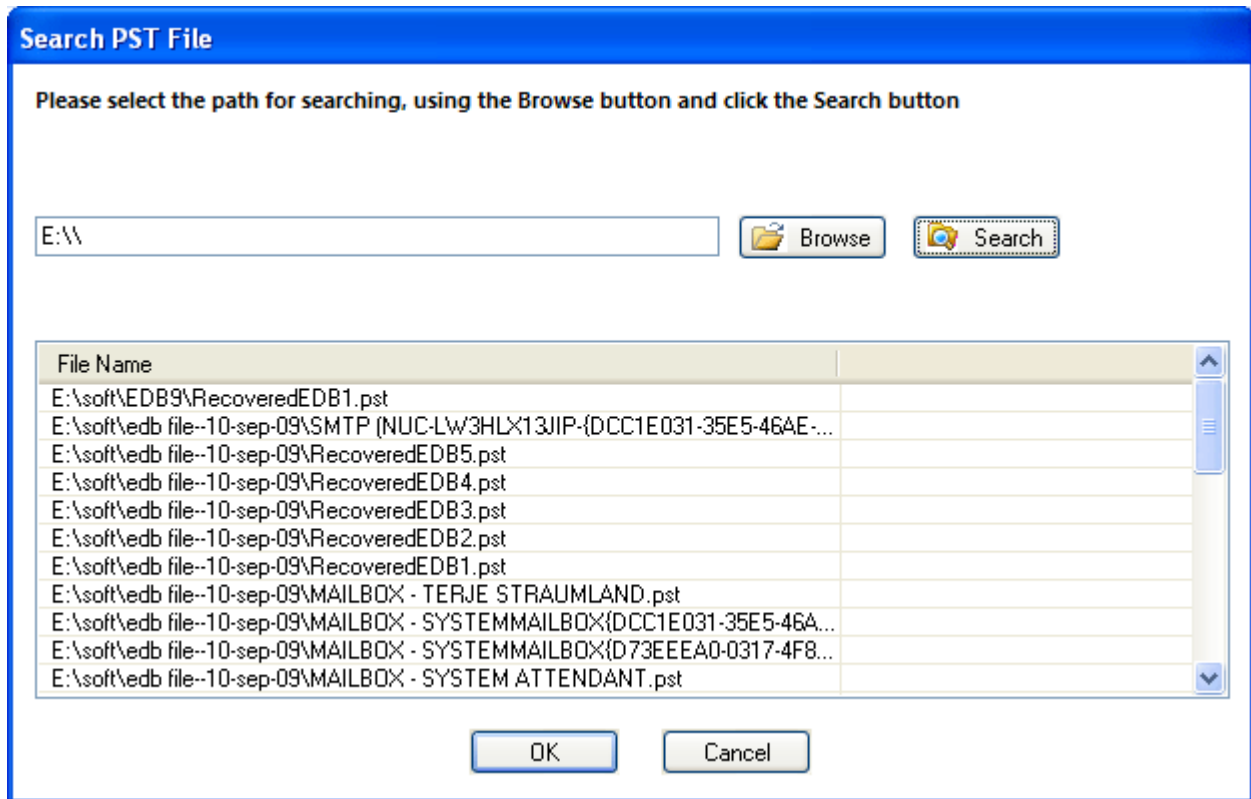 Search PST File
Please select the path for searching, using the Browse button and click the Search button
E:\\ Browse Search
File Name
E:\soft\EDB9\RecoveredEDB1.pst
E:\soft\edb file--10-sep-09\SMTP (NUC-LW3HLX13JIP-{DCC1E031-35E5-46AE-...
E:\soft\edb file--10-sep-09\RecoveredEDB5.pst
E:\soft\edb file--10-sep-09\RecoveredEDB4.pst
E:\soft\edb file--10-sep-09\RecoveredEDB3.pst
E:\soft\edb file--10-sep-09\RecoveredEDB2.pst
E:\soft\edb file--10-sep-09\RecoveredEDB1.pst
E:\soft\edb file--10-sep-09\MAILBOX - TERJE STRAUMLAND.pst
E:\soft\edb file--10-sep-09\MAILBOX - SYSTEMMAILBOX{DCC1E031-35E5-46A...
E:\soft\edb file--10-sep-09\MAILBOX - SYSTEMMAILBOX{D73EEEA0-0317-4F8...
E:\soft\edb file--10-sep-09\MAILBOX - SYSTEM ATTENDANT.pst
OK Cancel